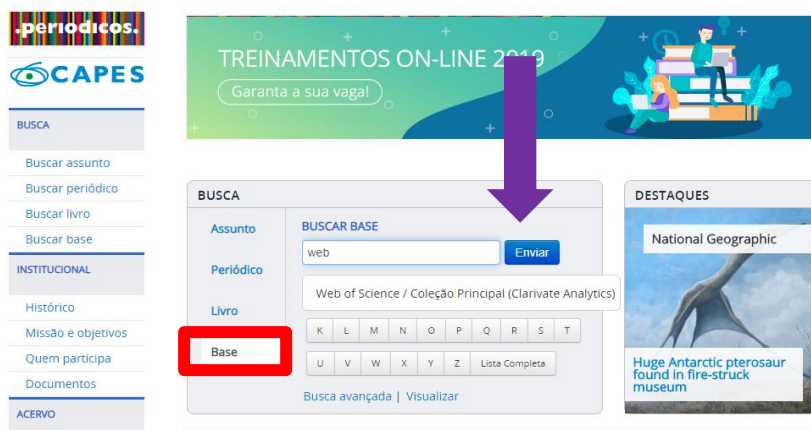 .periodicos.
CAPES
BUSCA
Buscar assunto
Buscar periódico
Buscar livro
Buscar base
INSTITUCIONAL
Histórico
Missão e objetivos
Quem participa
Documentos
ACERVO
TREINAMENTOS ON-LINE 2019
Garanta a sua vaga!
BUSCA
Assunto
Periódico
Livro
Base
BUSCAR BASE
web
Enviar
Web of Science / Coleção Principal (Clarivate Analytics)
K L M N O P Q R S T
U V W X Y Z Lista Completa
Busca avançada | Visualizar
DESTAQUES
National Geographic
Huge Antarctic pterosaur
found in fire-struck
museum